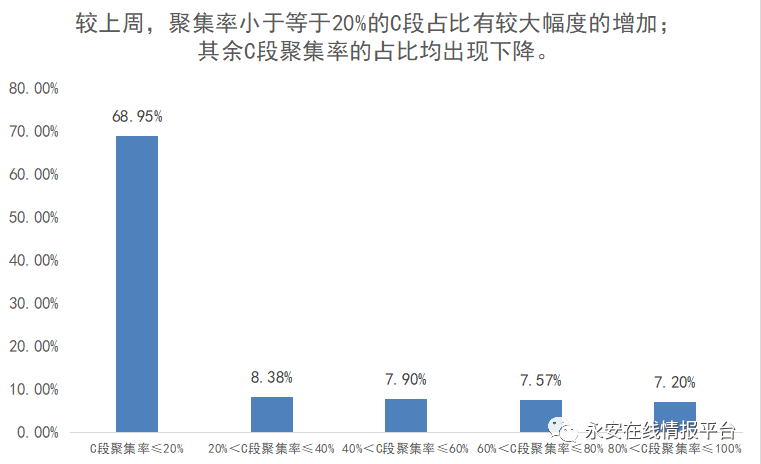 较上周，聚集率小于等于20%的C段占比有较大幅度的增加；
其余C段聚集率的占比均出现下降。
80.00%
70.00%
60.00%
50.00%
40.00%
30.00%
20.00%
10.00%
0.00%
68.95%
8.38%
7.90%
7.57%
7.20%
C段聚集率≤20%
20%＜C段聚集率≤40%
40%＜C段聚集率≤60%
60%＜C段聚集率≤80%
80%＜C段聚集率≤100%
永安在线情报平台